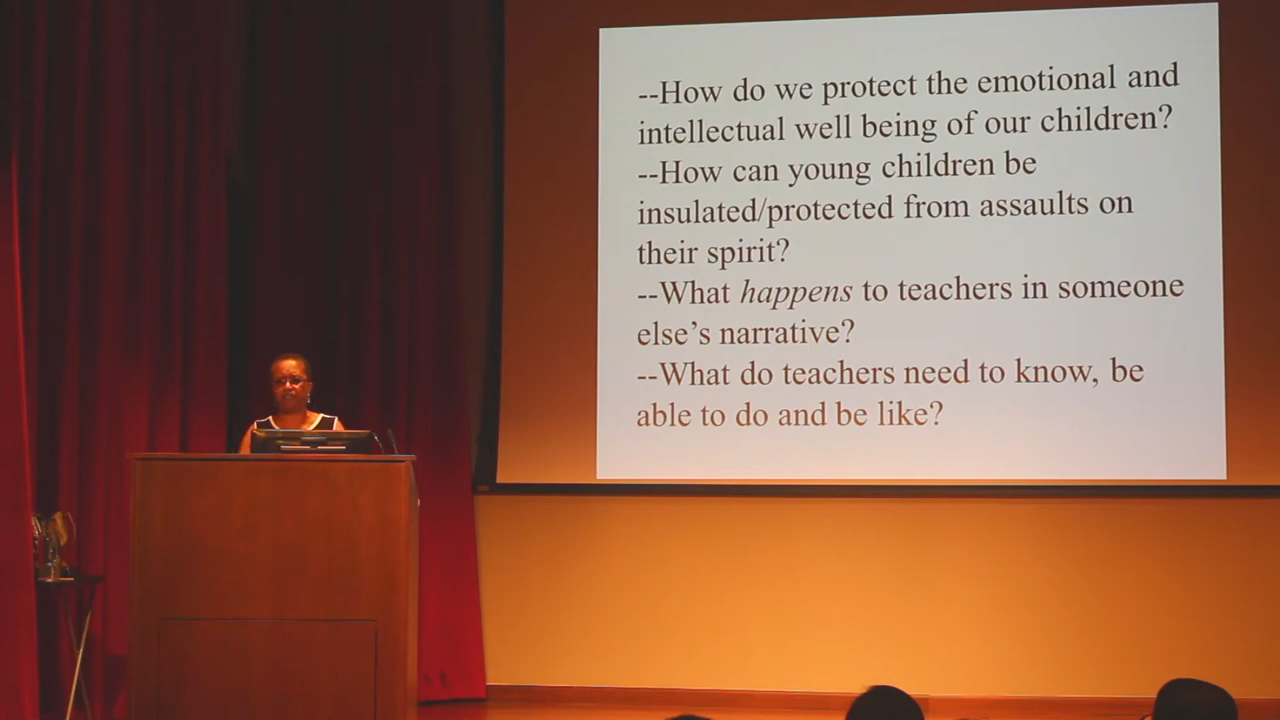 --How do we protect the emotional and
intellectual well being of our children?
--How can young children be
insulated/protected from assaults on
their spirit?
--What happens to teachers in someone
else’s narrative?
--What do teachers need to know, be
able to do and be like?